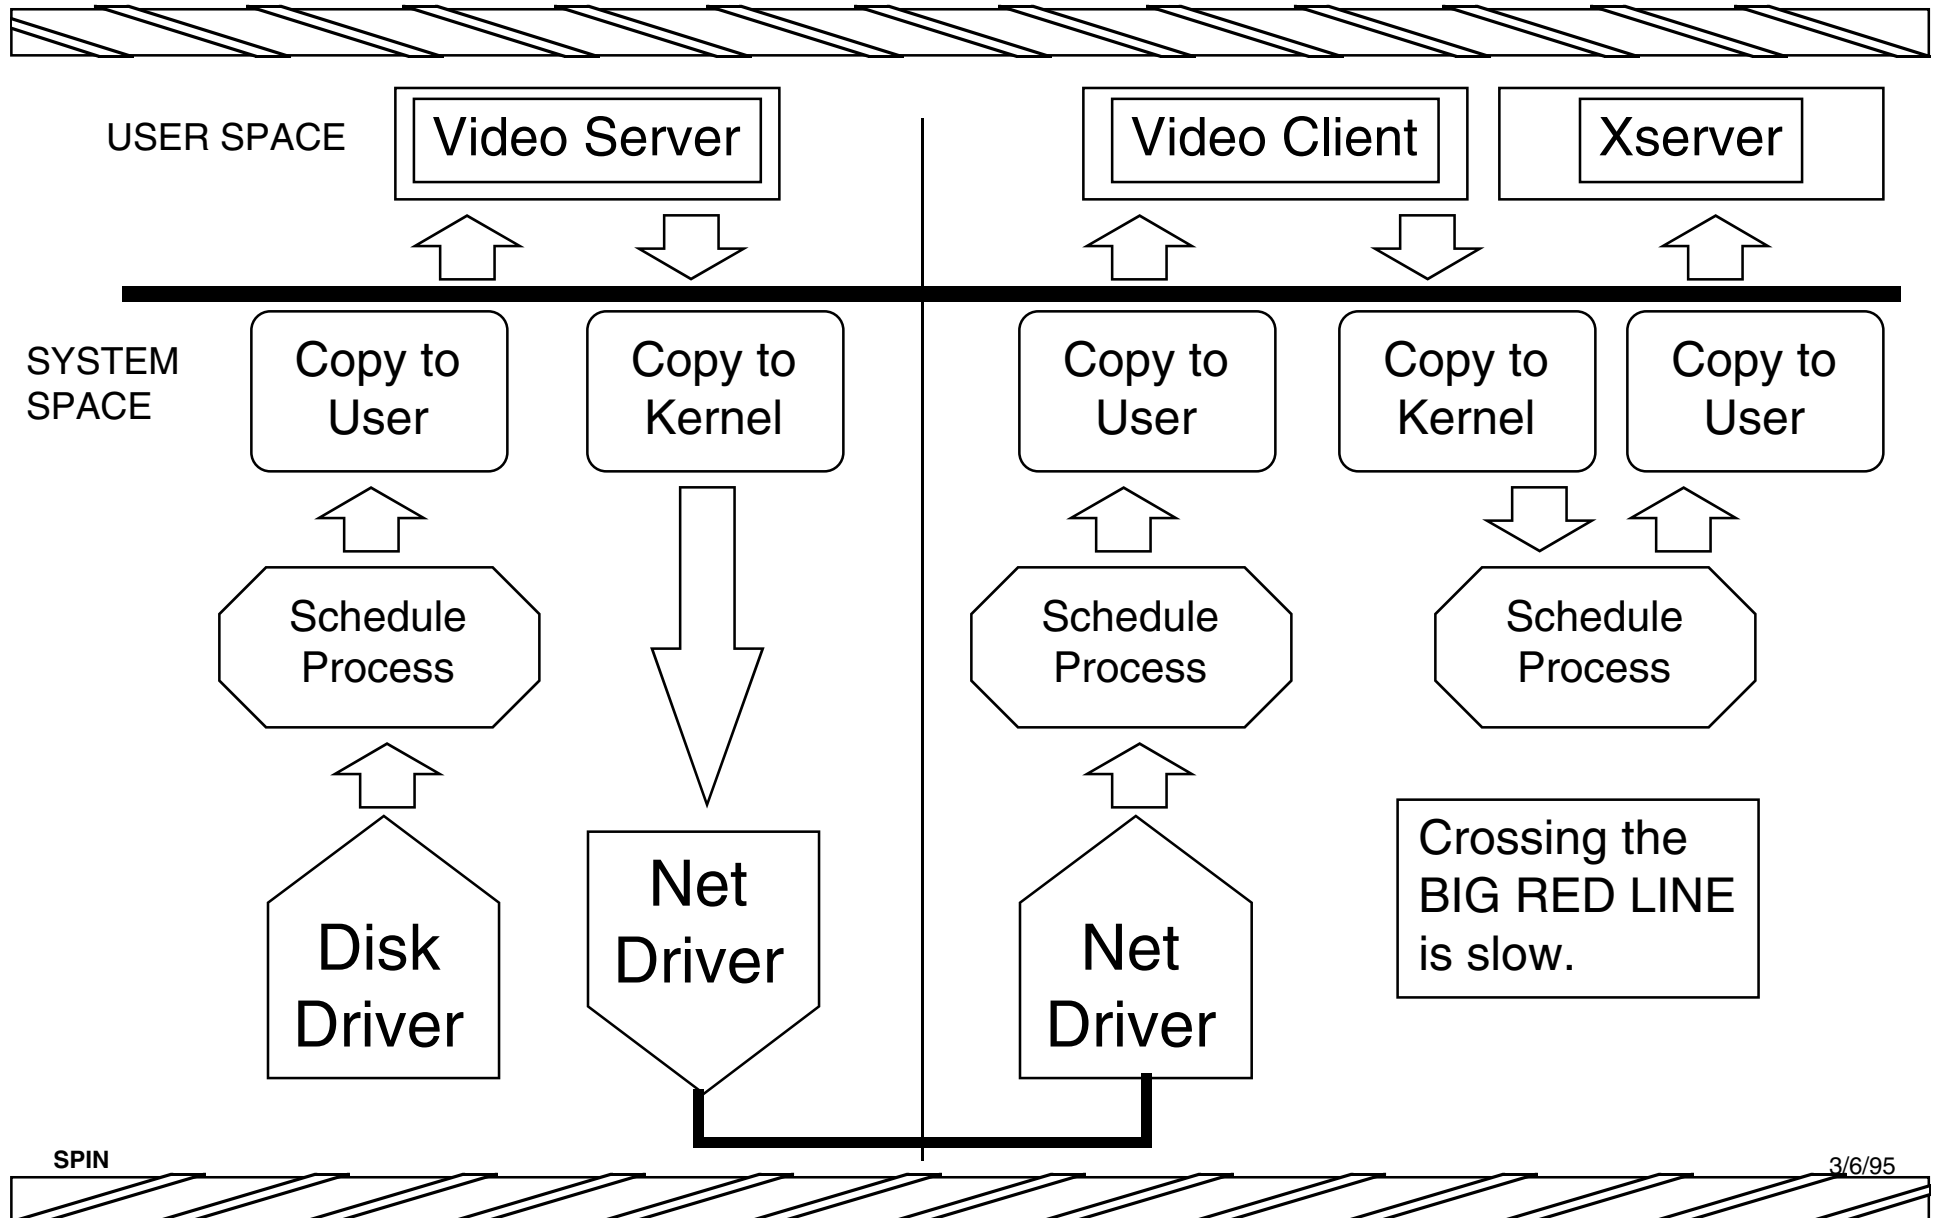 USER SPACE
Video Server
Video Client
Xserver
SYSTEM
SPACE
Copy to
User
Copy to
Kernel
Copy to
User
Copy to
Kernel
Copy to
User
Schedule
Process
Schedule
Process
Schedule
Process
Disk
Driver
Net
Driver
Net
Driver
Crossing the
BIG RED LINE
is slow.
SPIN
3/6/95